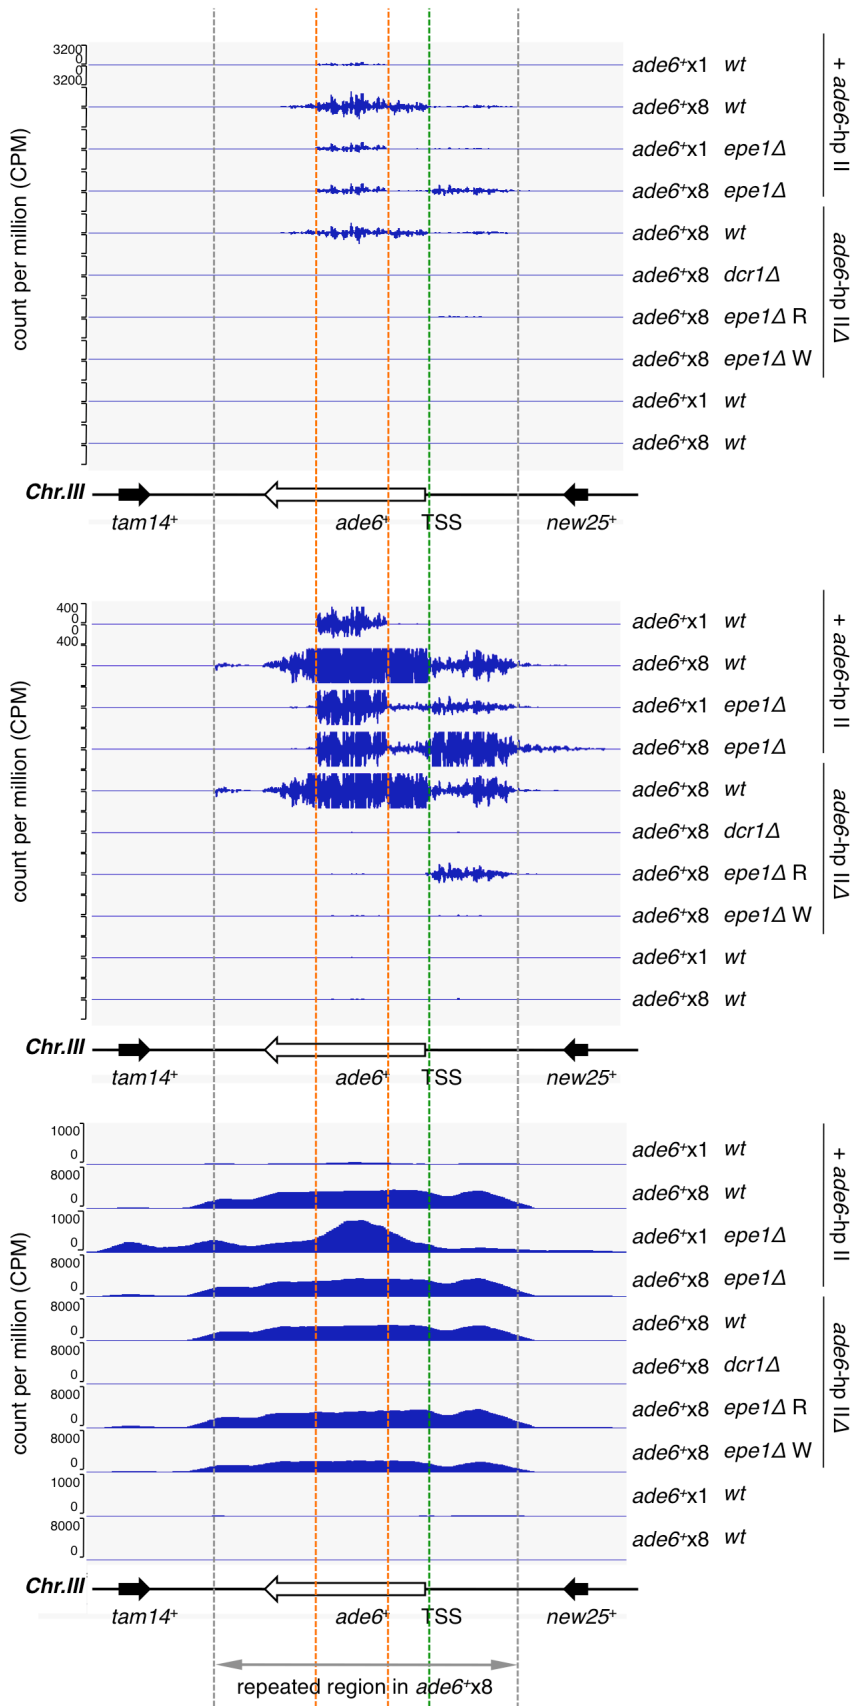 3200
0
0
3200
count per million (CPM)
ade6⁺x1 wt
ade6⁺x8 wt
ade6⁺x1 epe1Δ
ade6⁺x8 epe1Δ
ade6⁺x8 wt
ade6⁺x8 dcr1Δ
ade6⁺x8 epe1Δ R
ade6⁺x8 epe1Δ W
ade6⁺x1 wt
ade6⁺x8 wt
+ ade6-hp II
ade6-hp IIΔ
Chr.III
tam14⁺ ade6⁺ TSS new25⁺
400
0
0
400
count per million (CPM)
ade6⁺x1 wt
ade6⁺x8 wt
ade6⁺x1 epe1Δ
ade6⁺x8 epe1Δ
ade6⁺x8 wt
ade6⁺x8 dcr1Δ
ade6⁺x8 epe1Δ R
ade6⁺x8 epe1Δ W
ade6⁺x1 wt
ade6⁺x8 wt
+ ade6-hp II
ade6-hp IIΔ
Chr.III
tam14⁺ ade6⁺ TSS new25⁺
count per million (CPM)
1000
0
ade6⁺x1 wt
8000
0
ade6⁺x8 wt
1000
0
ade6⁺x1 epe1Δ
8000
0
ade6⁺x8 epe1Δ
8000
0
ade6⁺x8 wt
8000
0
ade6⁺x8 dcr1Δ
8000
0
ade6⁺x8 epe1Δ R
8000
0
ade6⁺x8 epe1Δ W
1000
0
ade6⁺x1 wt
8000
0
ade6⁺x8 wt
+ ade6-hp II
ade6-hp IIΔ
Chr.III
tam14⁺ ade6⁺ TSS new25⁺
repeated region in ade6⁺x8